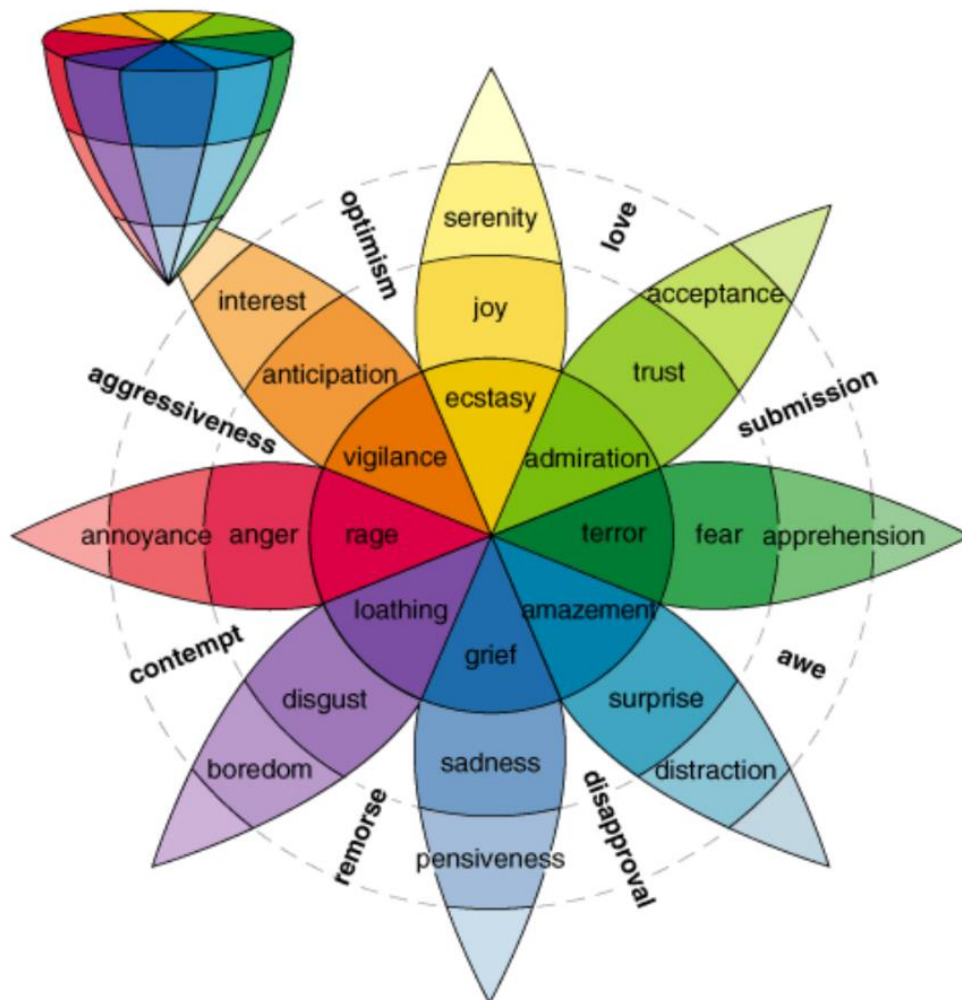 optimism
love
serenity
interest
acceptance
joy
anticipation
trust
aggressiveness
submission
ecstasy
vigilance
admiration
annoyance
anger
rage
terror
fear
apprehension
loathing
amazement
contempt
grief
awe
disgust
surprise
boredom
sadness
distraction
remorse
disapproval
pensiveness